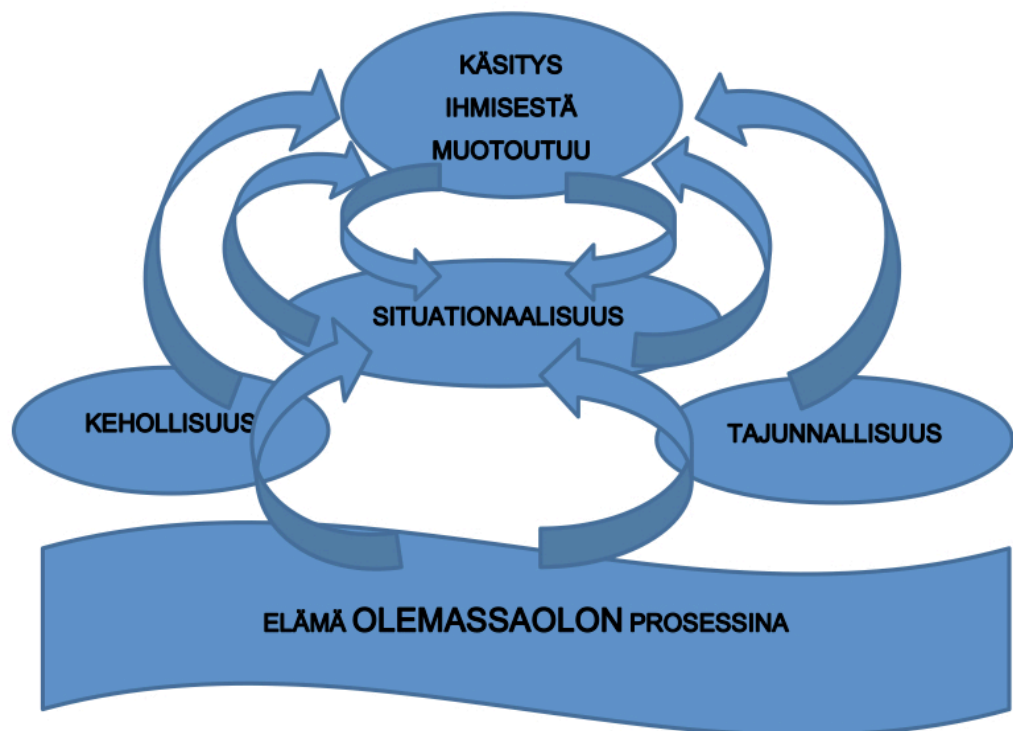 KÄSITYS
IHMISESTÄ
MUOTOUTUU
SITUATIONAALISUUS
KEHOLLISUUS
TAJUNNALLISUUS
ELÄMÄ OLEMASSAOLON PROSESSINA